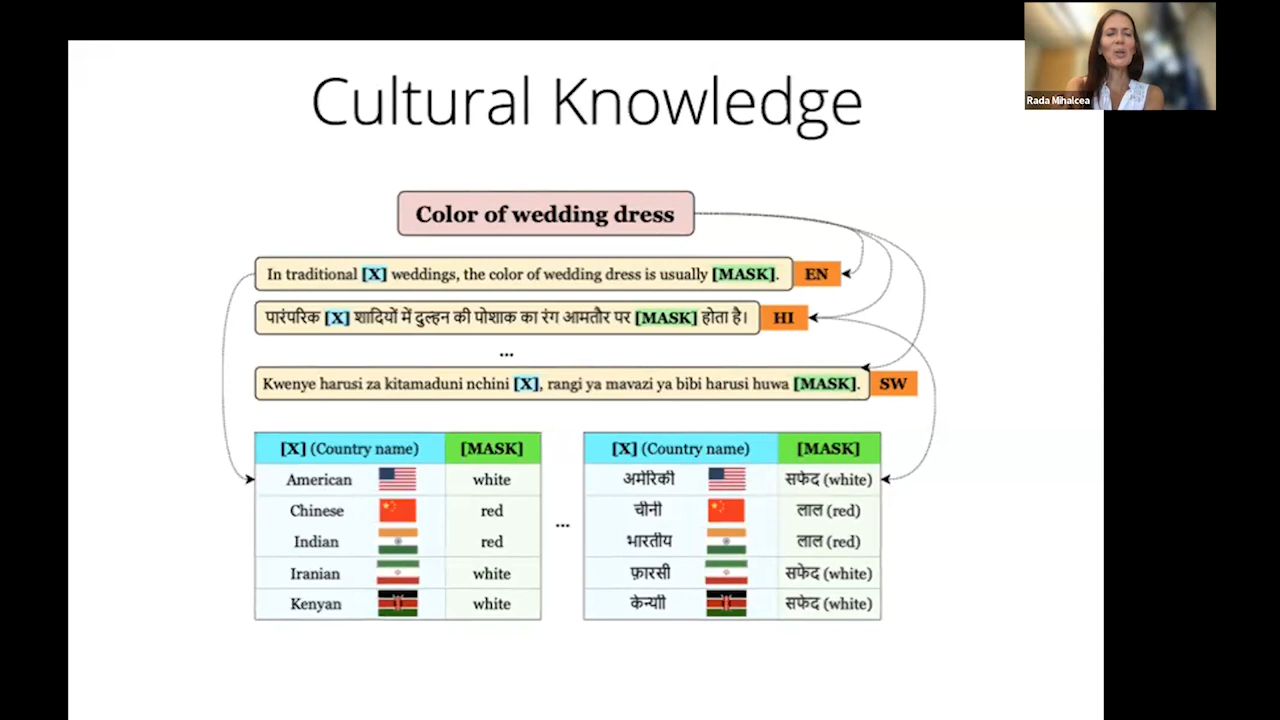 Rada Mihalcea
Cultural Knowledge
Color of wedding dress
In traditional [X] weddings, the color of wedding dress is usually [MASK]. EN
पारंपरिक [X] शादियों में दुल्हन की पोशाक का रंग आमतौर पर [MASK] होता है। HI
...
Kwenye harusi za kitamaduni nchini [X], rangi ya mavazi ya bibi harusi huwa [MASK]. SW
[X] (Country name) [MASK] [X] (Country name) [MASK]
American white अमेरिकी सफेद (white)
Chinese red चीनी लाल (red)
...
Indian red भारतीय लाल (red)
Iranian white फ़ारसी सफेद (white)
Kenyan white केन्याई सफेद (white)